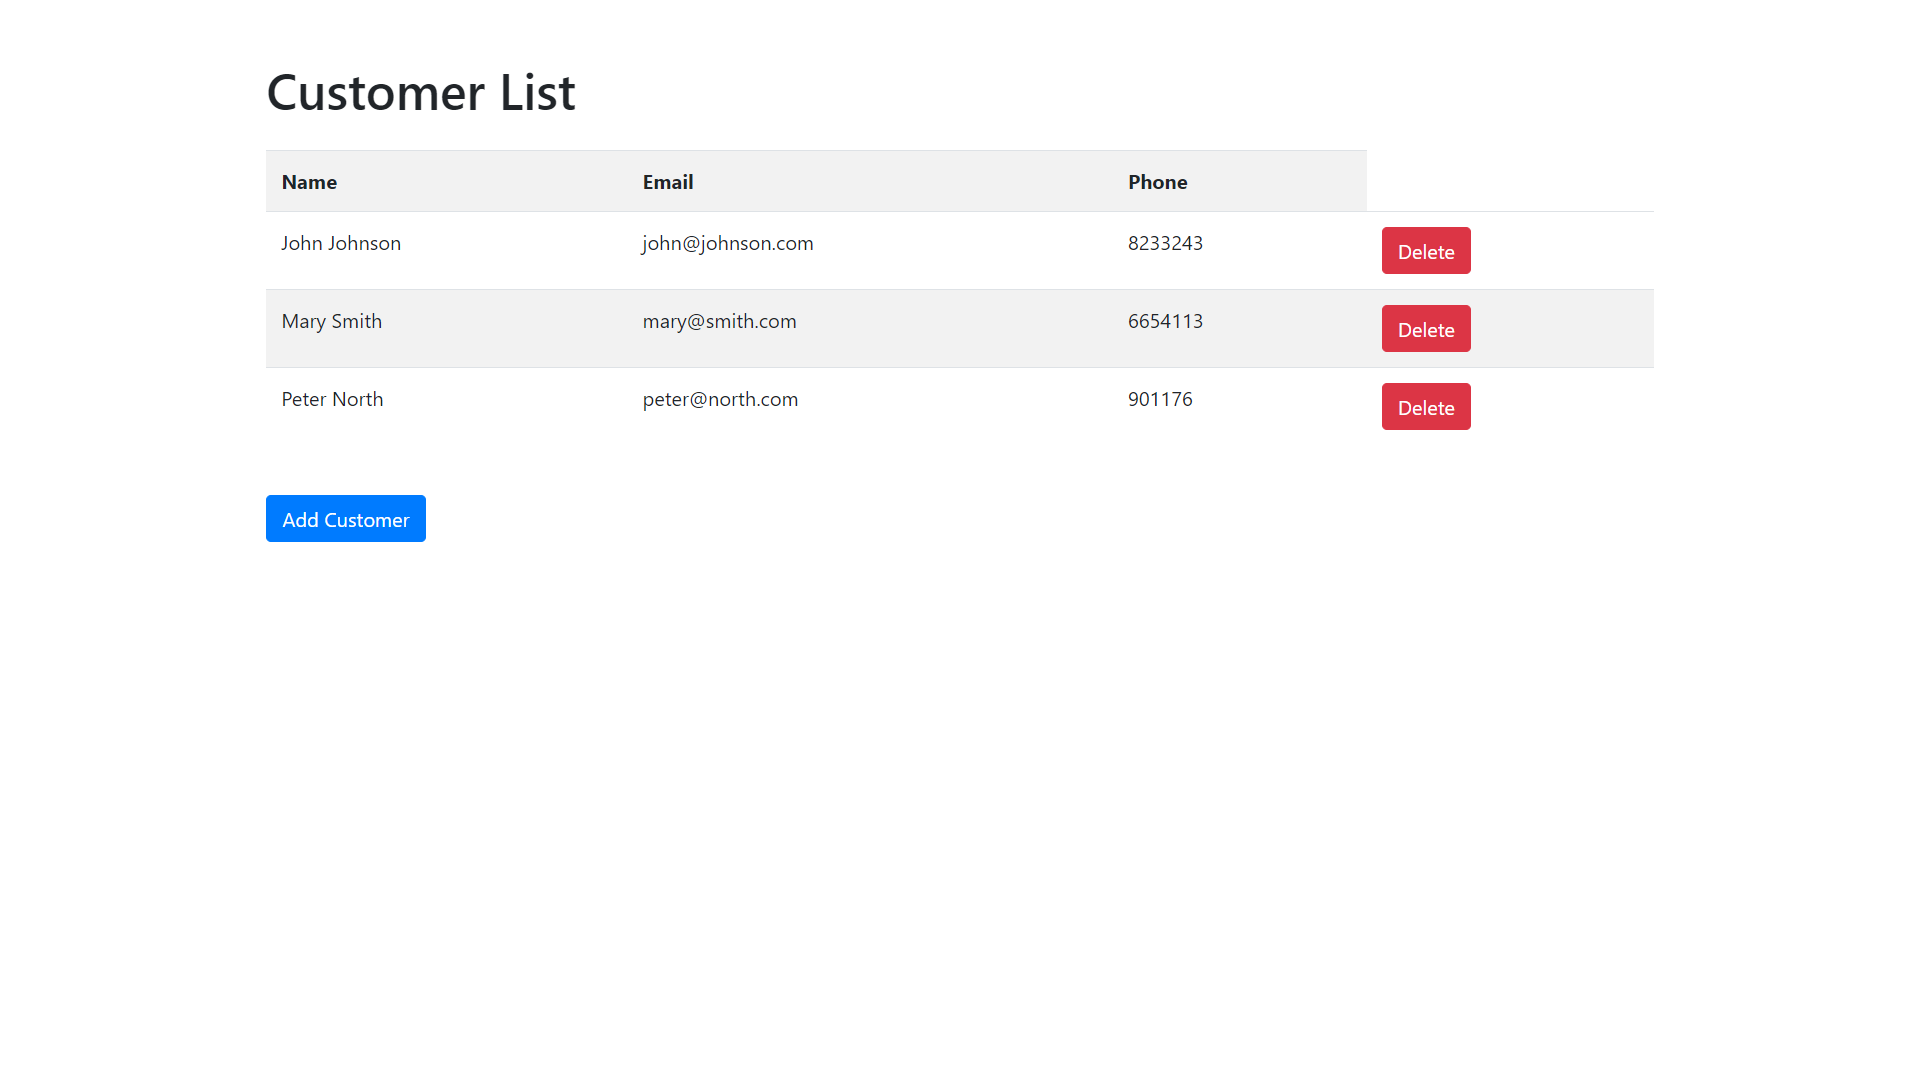 Customer List
Name Email Phone
John Johnson john@johnson.com 8233243 Delete
Mary Smith mary@smith.com 6654113 Delete
Peter North peter@north.com 901176 Delete
Add Customer